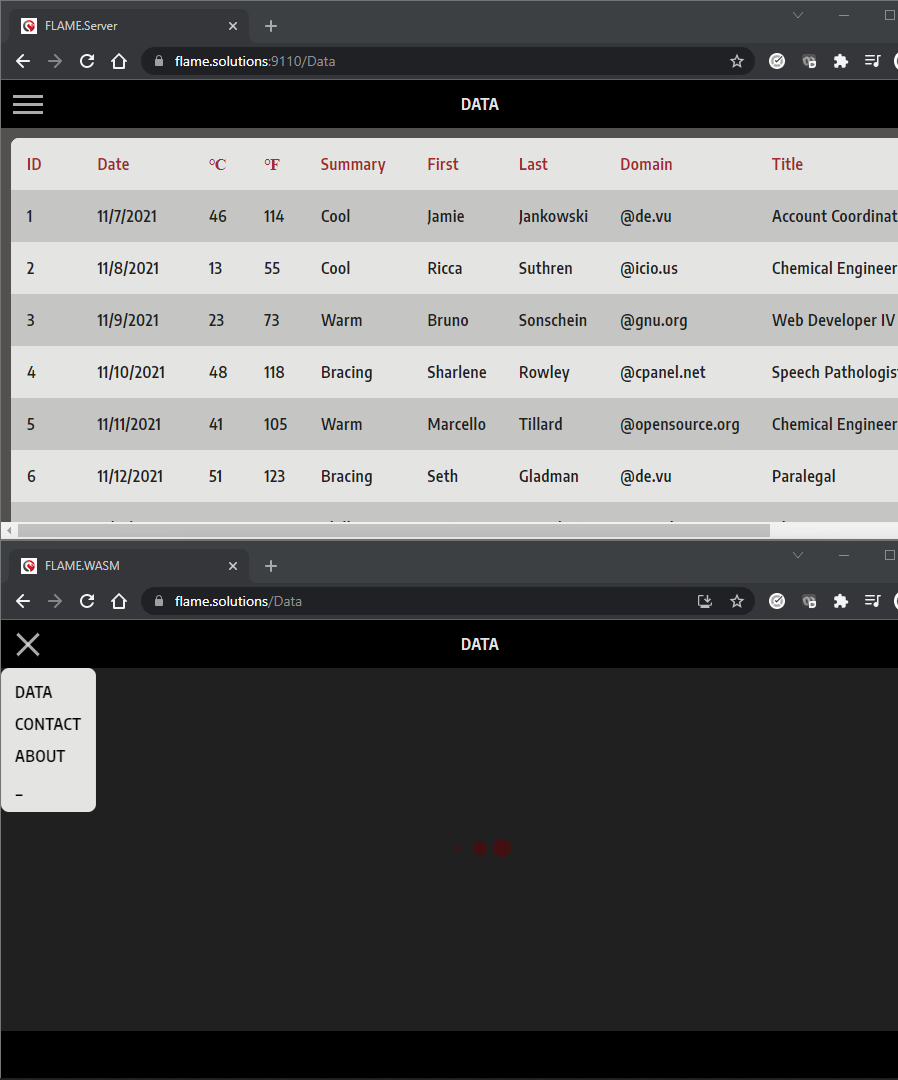 FLAME.Server
flame.solutions:9110/Data
DATA
ID Date °C °F Summary First Last Domain Title
1 11/7/2021 46 114 Cool Jamie Jankowski @de.vu Account Coordinat
2 11/8/2021 13 55 Cool Ricca Suthren @icio.us Chemical Engineer
3 11/9/2021 23 73 Warm Bruno Sonschein @gnu.org Web Developer IV
4 11/10/2021 48 118 Bracing Sharlene Rowley @cpanel.net Speech Pathologist
5 11/11/2021 41 105 Warm Marcello Tillard @opensource.org Chemical Engineer
6 11/12/2021 51 123 Bracing Seth Gladman @de.vu Paralegal
FLAME.WASM
flame.solutions/Data
DATA
DATA
CONTACT
ABOUT
–